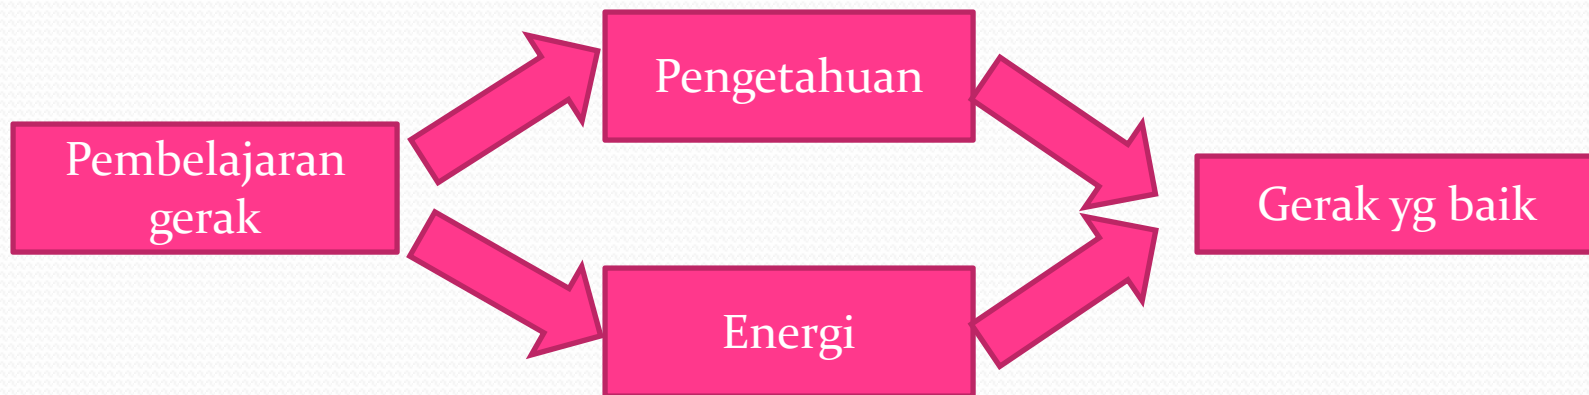 Pengetahuan
Pembelajaran
gerak
Gerak yg baik
Energi